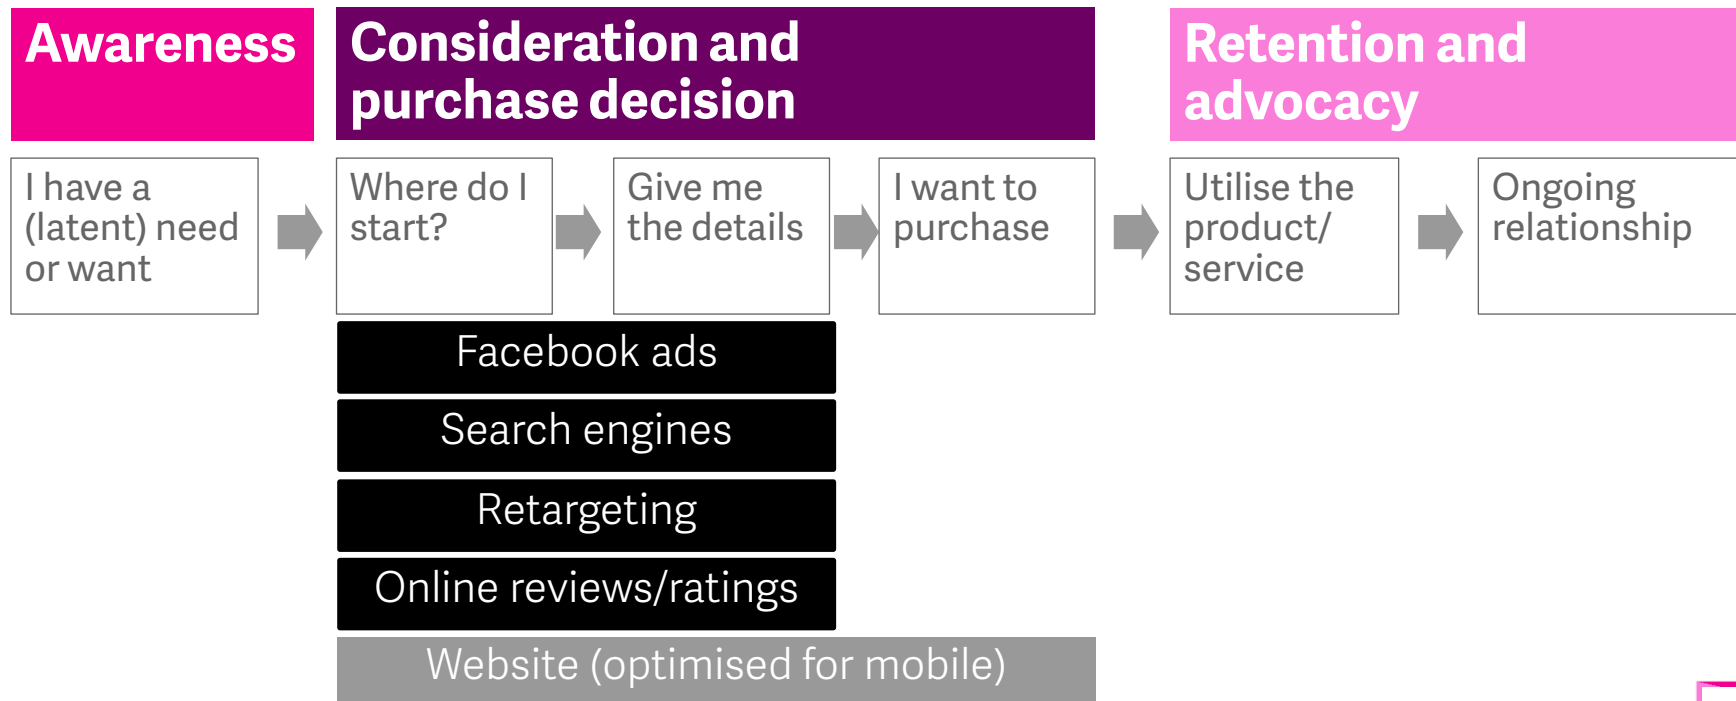 Awareness
Consideration and
purchase decision
Retention and
advocacy
I have a
(latent) need
or want
Where do I
start?
Give me
the details
I want to
purchase
Utilise the
product/
service
Ongoing
relationship
Facebook ads
Search engines
Retargeting
Online reviews/ratings
Website (optimised for mobile)